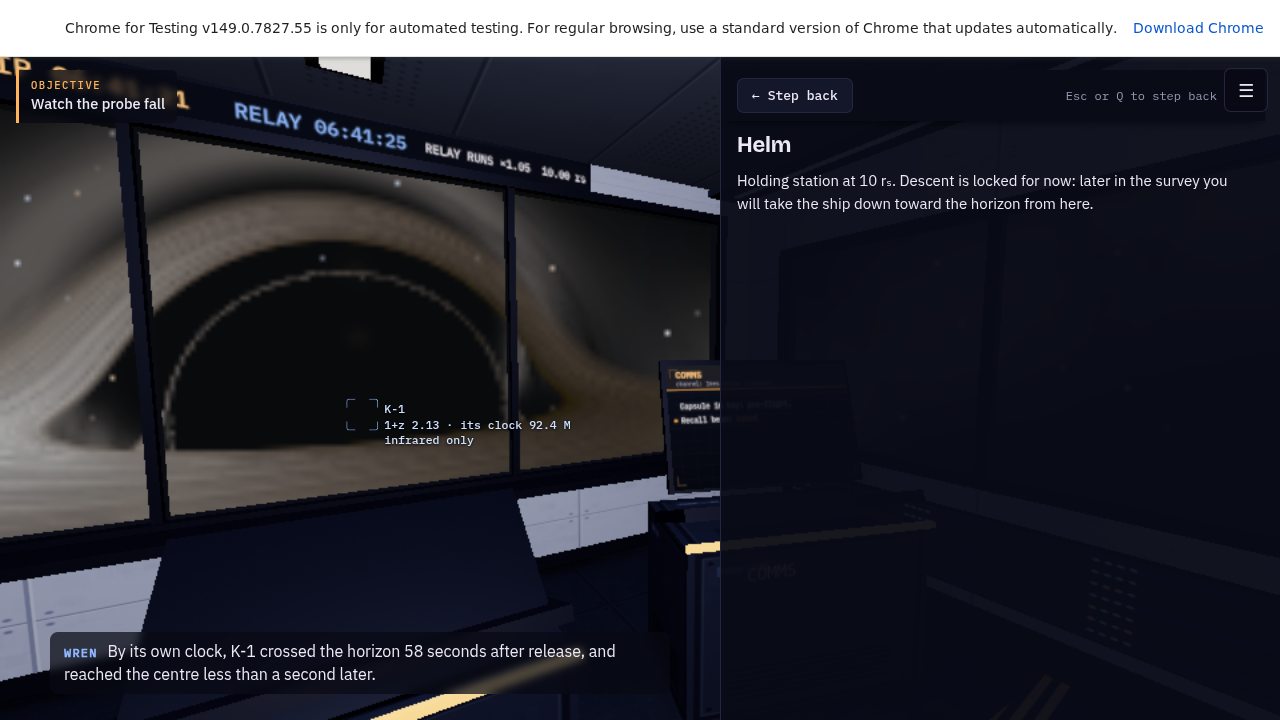 Chrome for Testing v149.0.7827.55 is only for automated testing. For regular browsing, use a standard version of Chrome that updates automatically. Download Chrome
OBJECTIVE
Watch the probe fall
RELAY 06:41:25
RELAY RUNS ×1.05 10.00 rs
← Step back
Esc or Q to step back
☰
Helm
Holding station at 10 rₛ. Descent is locked for now: later in the survey you
will take the ship down toward the horizon from here.
K-1
1+z 2.13 · its clock 92.4 M
infrared only
COMMS
Capsule
Recall
COMMS
WREN By its own clock, K-1 crossed the horizon 58 seconds after release, and
reached the centre less than a second later.